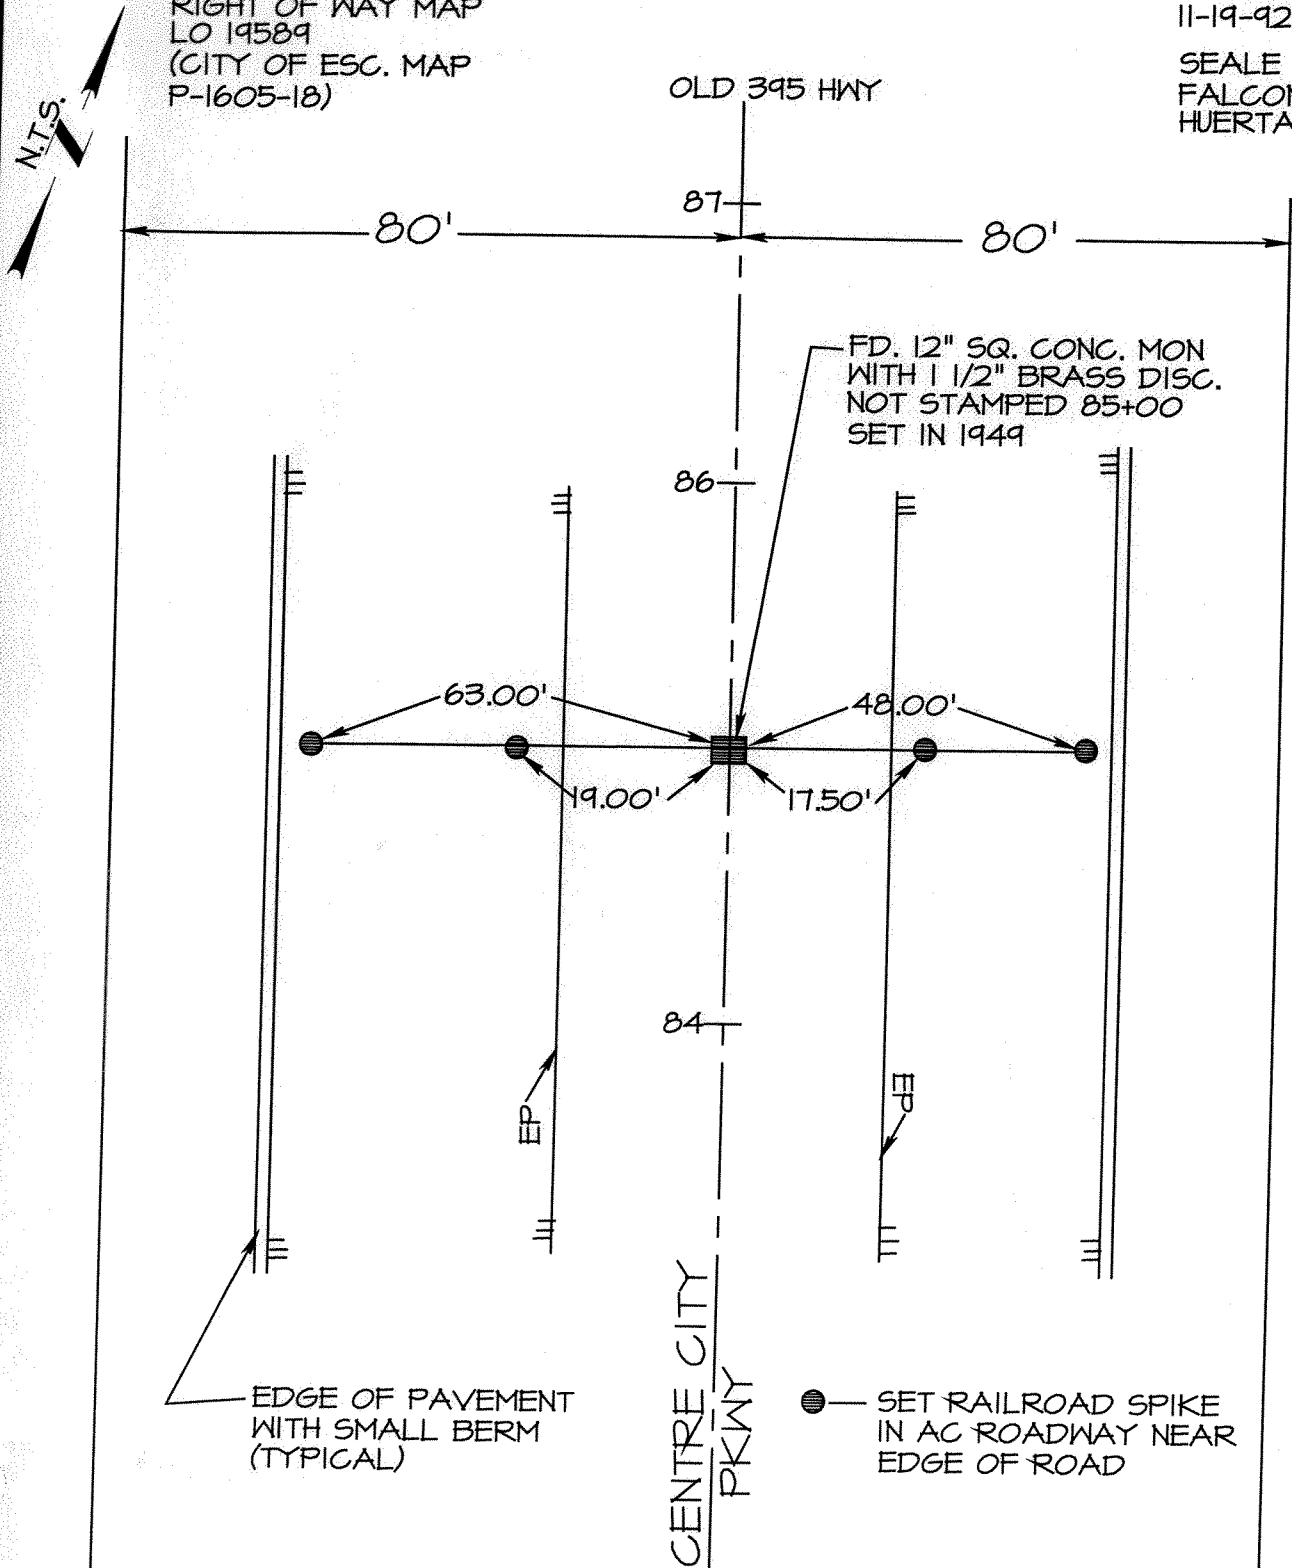 RIGHT OF WAY MAP
LO 19589
(CITY OF ESC. MAP
P-1605-18)
N.T.S.
OLD 395 HWY
11-19-92
SEALE
FALCON
HUERTA
87
80'
80'
FD. 12" SQ. CONC. MON
WITH 1 1/2" BRASS DISC.
NOT STAMPED 85+00
SET IN 1949
86
63.00'
48.00'
19.00'
17.50'
84
EP
EP
CENTRE CITY
PKWY
EDGE OF PAVEMENT
WITH SMALL BERM
(TYPICAL)
SET RAILROAD SPIKE
IN AC ROADWAY NEAR
EDGE OF ROAD